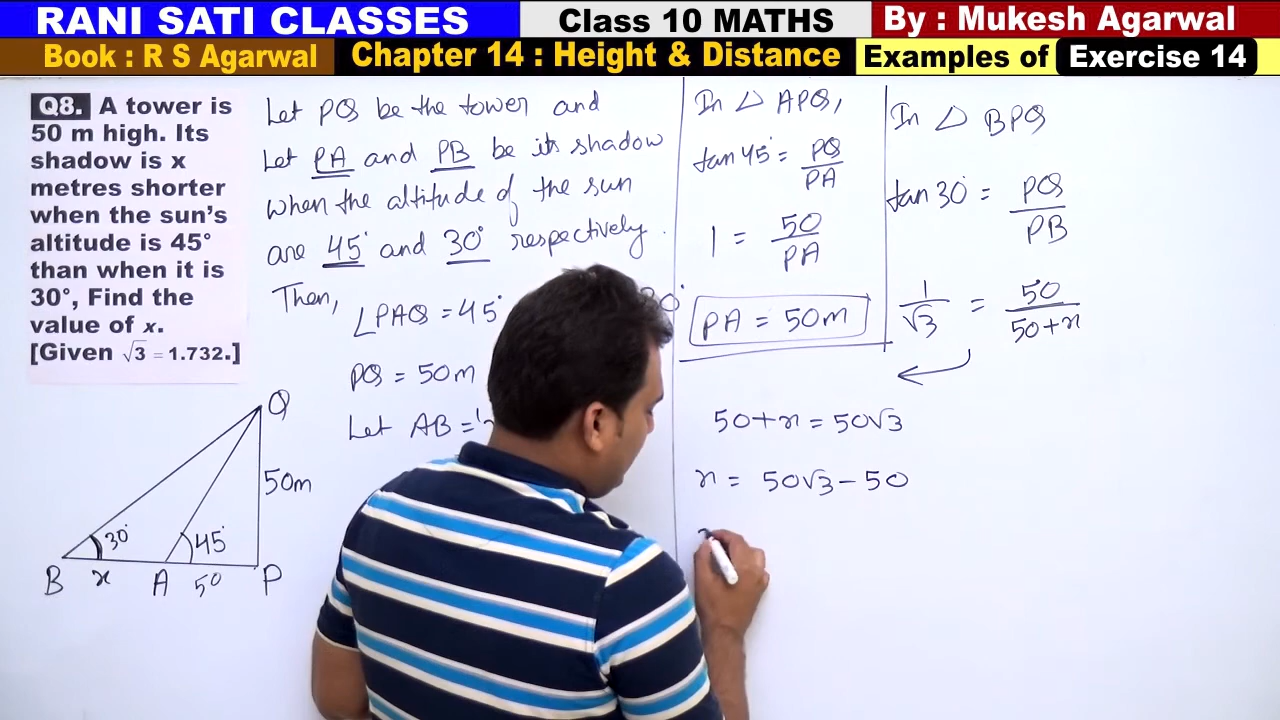 RANI SATI CLASSES
Class 10 MATHS
By : Mukesh Agarwal
Book : R S Agarwal
Chapter 14 : Height & Distance
Examples of Exercise 14
Q8. A tower is
50 m high. Its
shadow is x
metres shorter
when the sun's
altitude is 45°
than when it is
30°, Find the
value of x.
[Given √3 = 1.732.]
Q
50m
30°
45°
B x A 50 P
Let PQ be the tower and
Let PA and PB be its shadow
when the altitude of the sun
are 45° and 30° respectively.
Then,
∠PAQ = 45°
PQ = 50m
Let AB =
In △ APQ,
tan 45° = PQ/PA
1 = 50/PA
PA = 50m
In △ BPQ
tan 30° = PQ/PB
1/√3 = 50/50+x
50+x = 50√3
x = 50√3 - 50